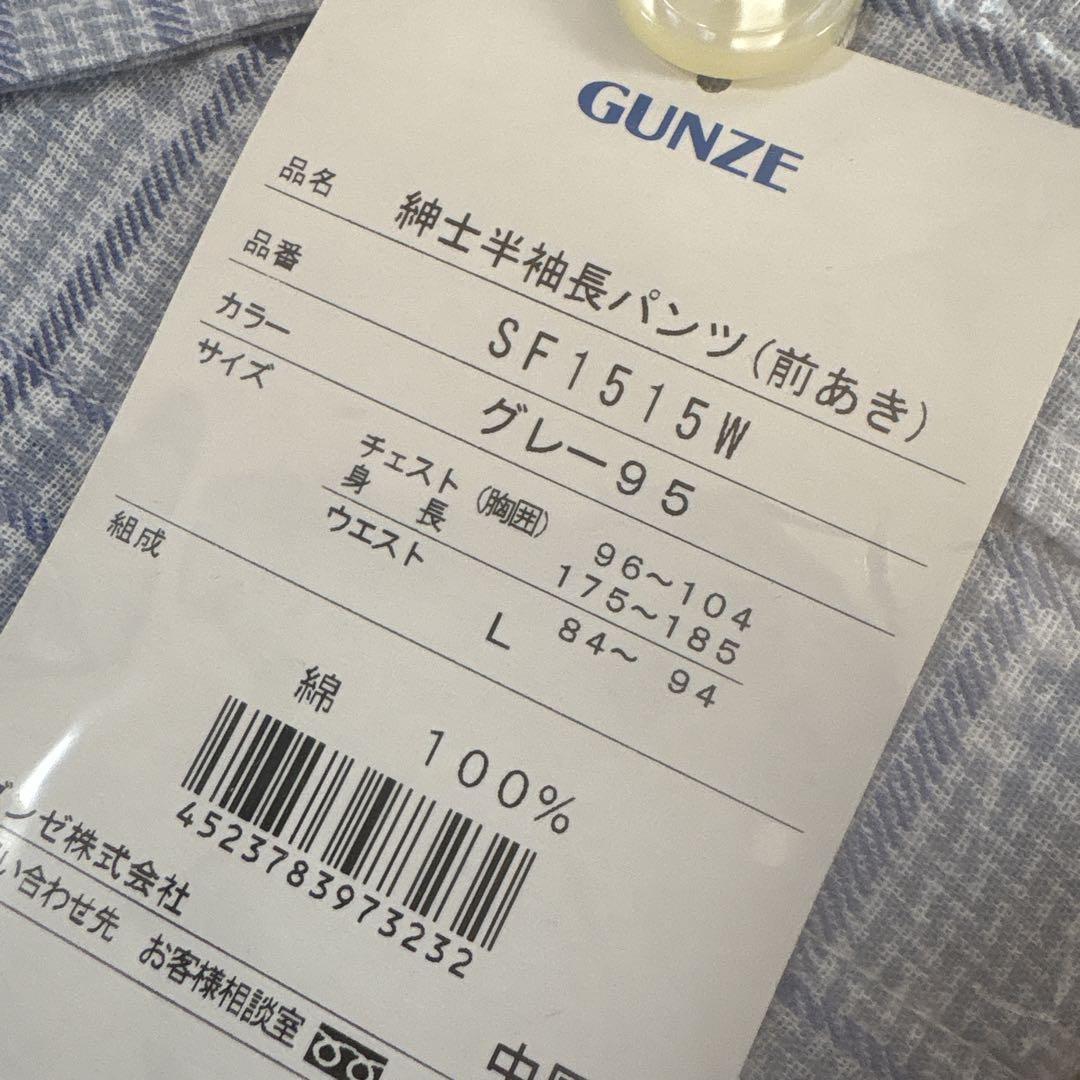 GUNZE
品名 紳士半袖長パンツ(前あき)
品番 SF1515W
カラー グレー95
サイズ チェスト(胸囲) 96～104
身長 175～185
ウエスト 84～94
L
組成 綿 100%
4523783973232
ンゼ株式会社
い合わせ先 お客様相談室
中